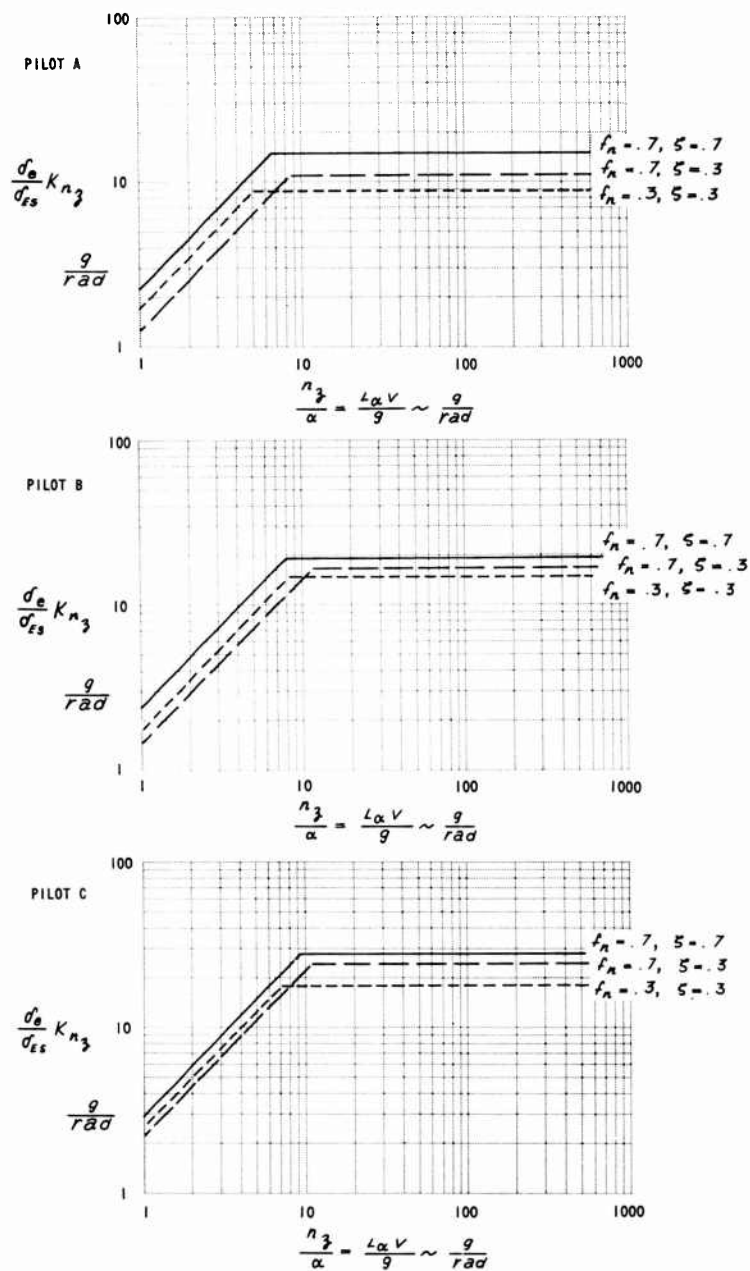 100
PILOT A
10
1
δe/δES Kn₃
g/rad
fn = .7, ζ = .7
fn = .7, ζ = .3
fn = .3, ζ = .3
1 10 100 1000
n₃/α = LαV/g ~ g/rad
100
PILOT B
10
1
δe/δES Kn₃
g/rad
fn = .7, ζ = .7
fn = .7, ζ = .3
fn = .3, ζ = .3
1 10 100 1000
n₃/α = LαV/g ~ g/rad
100
PILOT C
10
1
δe/δES Kn₃
g/rad
fn = .7, ζ = .7
fn = .7, ζ = .3
fn = .3, ζ = .3
1 10 100 1000
n₃/α = LαV/g ~ g/rad